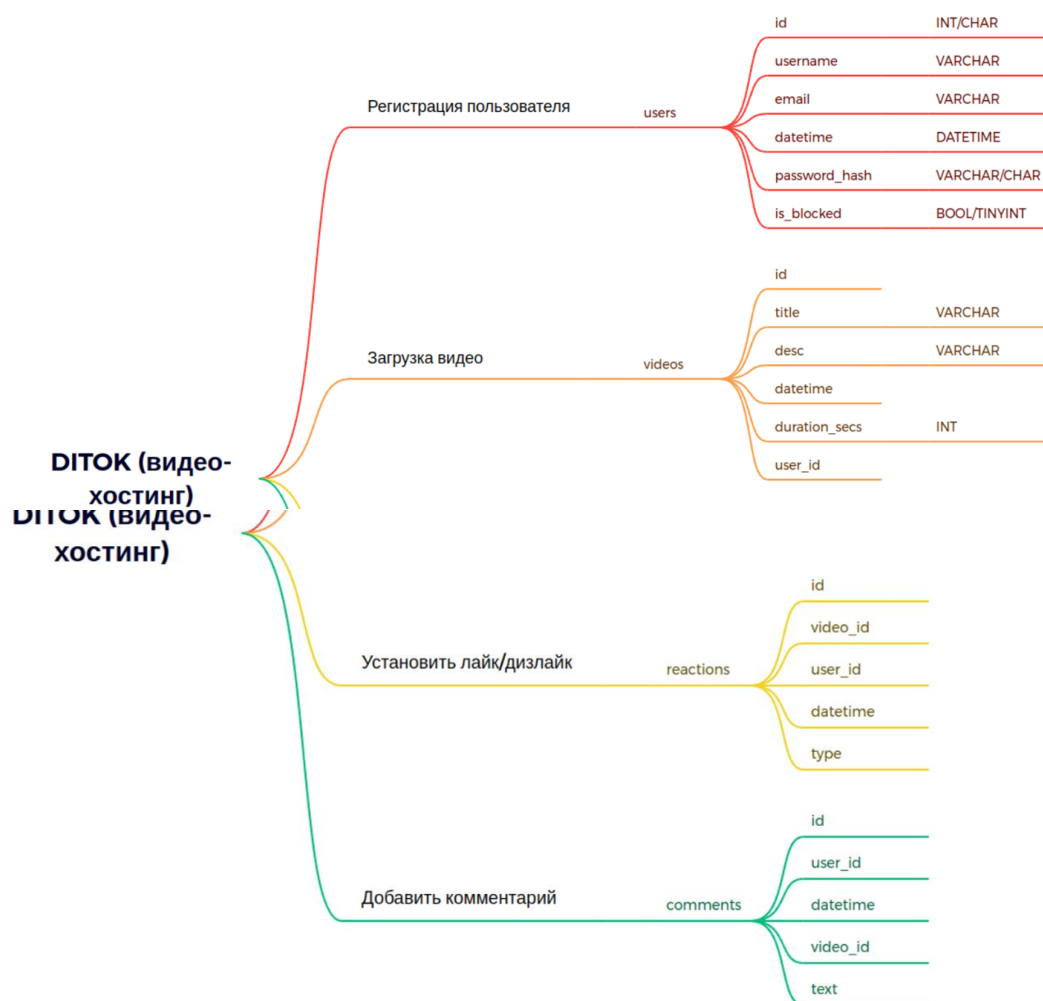 id INT/CHAR
username VARCHAR
email VARCHAR
datetime DATETIME
password_hash VARCHAR/CHAR
is_blocked BOOL/TINYINT
Регистрация пользователя users
id
title VARCHAR
desc VARCHAR
datetime
duration_secs INT
user_id
Загрузка видео videos
DITOK (видео-
хостинг)
DITOK (видео-
хостинг)
id
video_id
user_id
datetime
type
Установить лайк/дизлайк reactions
id
user_id
datetime
video_id
text
Добавить комментарий comments